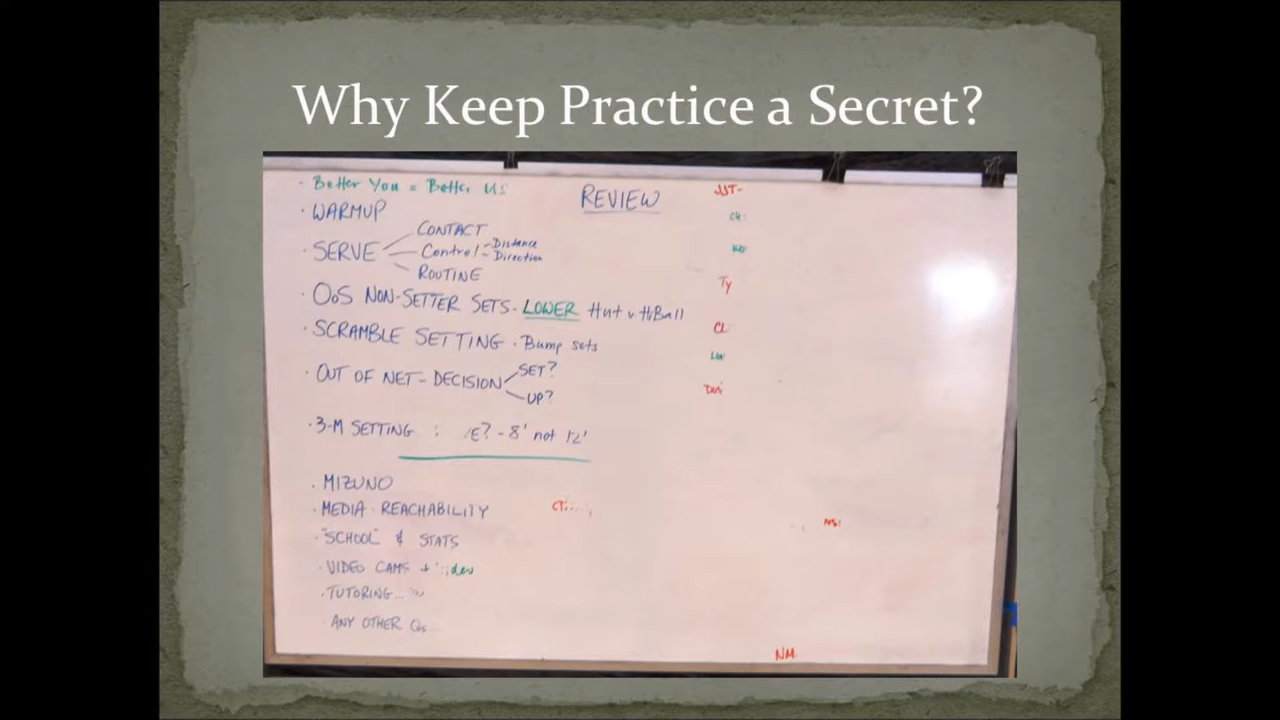 Why Keep Practice a Secret?
· Better You = Better Us
REVIEW
· WARMUP
· SERVE
CONTACT
Control - Distance
- Direction
ROUTINE
· OoS NON-SETTER SETS - LOWER Hut v HiBall
· SCRAMBLE SETTING · Bump sets
· OUT OF NET - DECISION
SET?
UP?
· 3-M SETTING : E? - 8' not 12'
· MIZUNO
· MEDIA · REACHABILITY
· "SCHOOL" & STATS
· VIDEO CAMS +
· TUTORING...
· ANY OTHER Qs
JST-
Ty
CL
NM